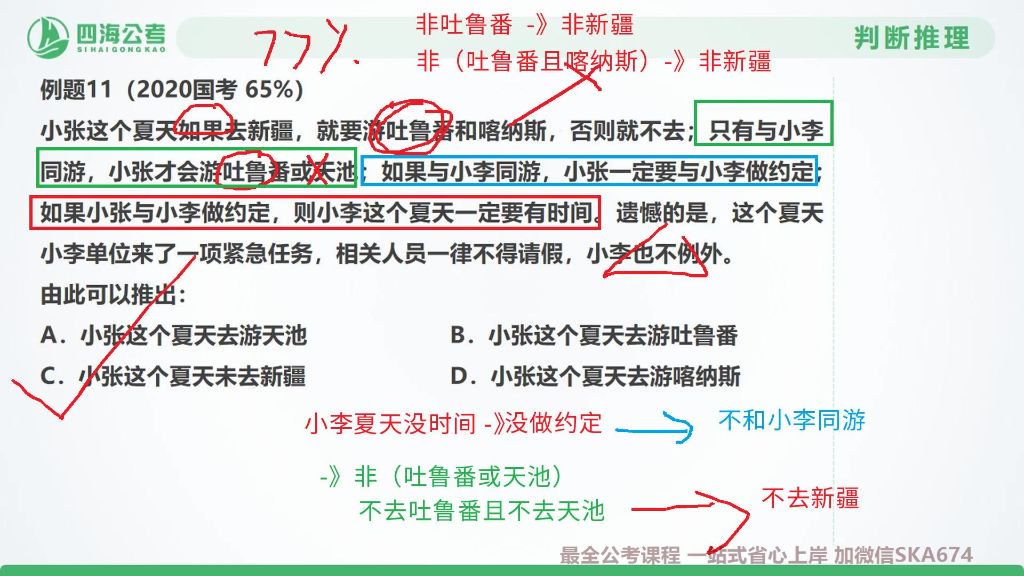 四海公考
SIHAIGONGKAO
判断推理
77%.
非吐鲁番 -》非新疆
非（吐鲁番且喀纳斯）-》非新疆
例题11（2020国考 65%）
小张这个夏天如果去新疆，就要游吐鲁番和喀纳斯，否则就不去；只有与小李
同游，小张才会游吐鲁番或天池；如果与小李同游，小张一定要与小李做约定；
如果小张与小李做约定，则小李这个夏天一定要有时间。遗憾的是，这个夏天
小李单位来了一项紧急任务，相关人员一律不得请假，小李也不例外。
由此可以推出：
A．小张这个夏天去游天池
B．小张这个夏天去游吐鲁番
C．小张这个夏天未去新疆
D．小张这个夏天去游喀纳斯
小李夏天没时间 -》没做约定
不和小李同游
-》非（吐鲁番或天池）
不去吐鲁番且不去天池
不去新疆
最全公考课程 一站式省心上岸 加微信SKA674